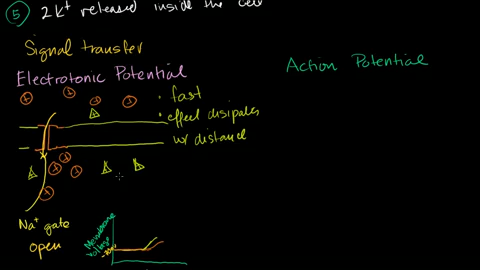 ⑤ 2K+ released inside the cell
Signal transfer
Electrotonic Potential
Action Potential
• fast
• effect disipates
w/ distance
Na+ gate
open
Membrane
voltage